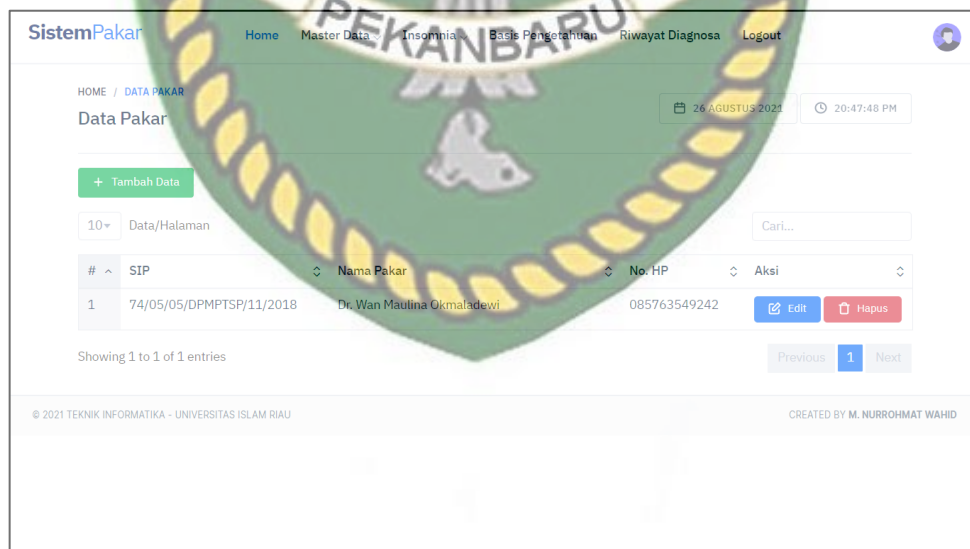 PEKANBARU
SistemPakar Home Master Data Insomnia Basis Pengetahuan Riwayat Diagnosa Logout
HOME / DATA PAKAR
Data Pakar
26 AGUSTUS 2021 20:47:48 PM
+ Tambah Data
10 Data/Halaman Cari...
# SIP Nama Pakar No. HP Aksi
1 74/05/05/DPMPTSP/11/2018 Dr. Wan Maulina Okmaladewi 085763549242 Edit Hapus
Showing 1 to 1 of 1 entries Previous 1 Next
© 2021 TEKNIK INFORMATIKA - UNIVERSITAS ISLAM RIAU CREATED BY M. NURROHMAT WAHID